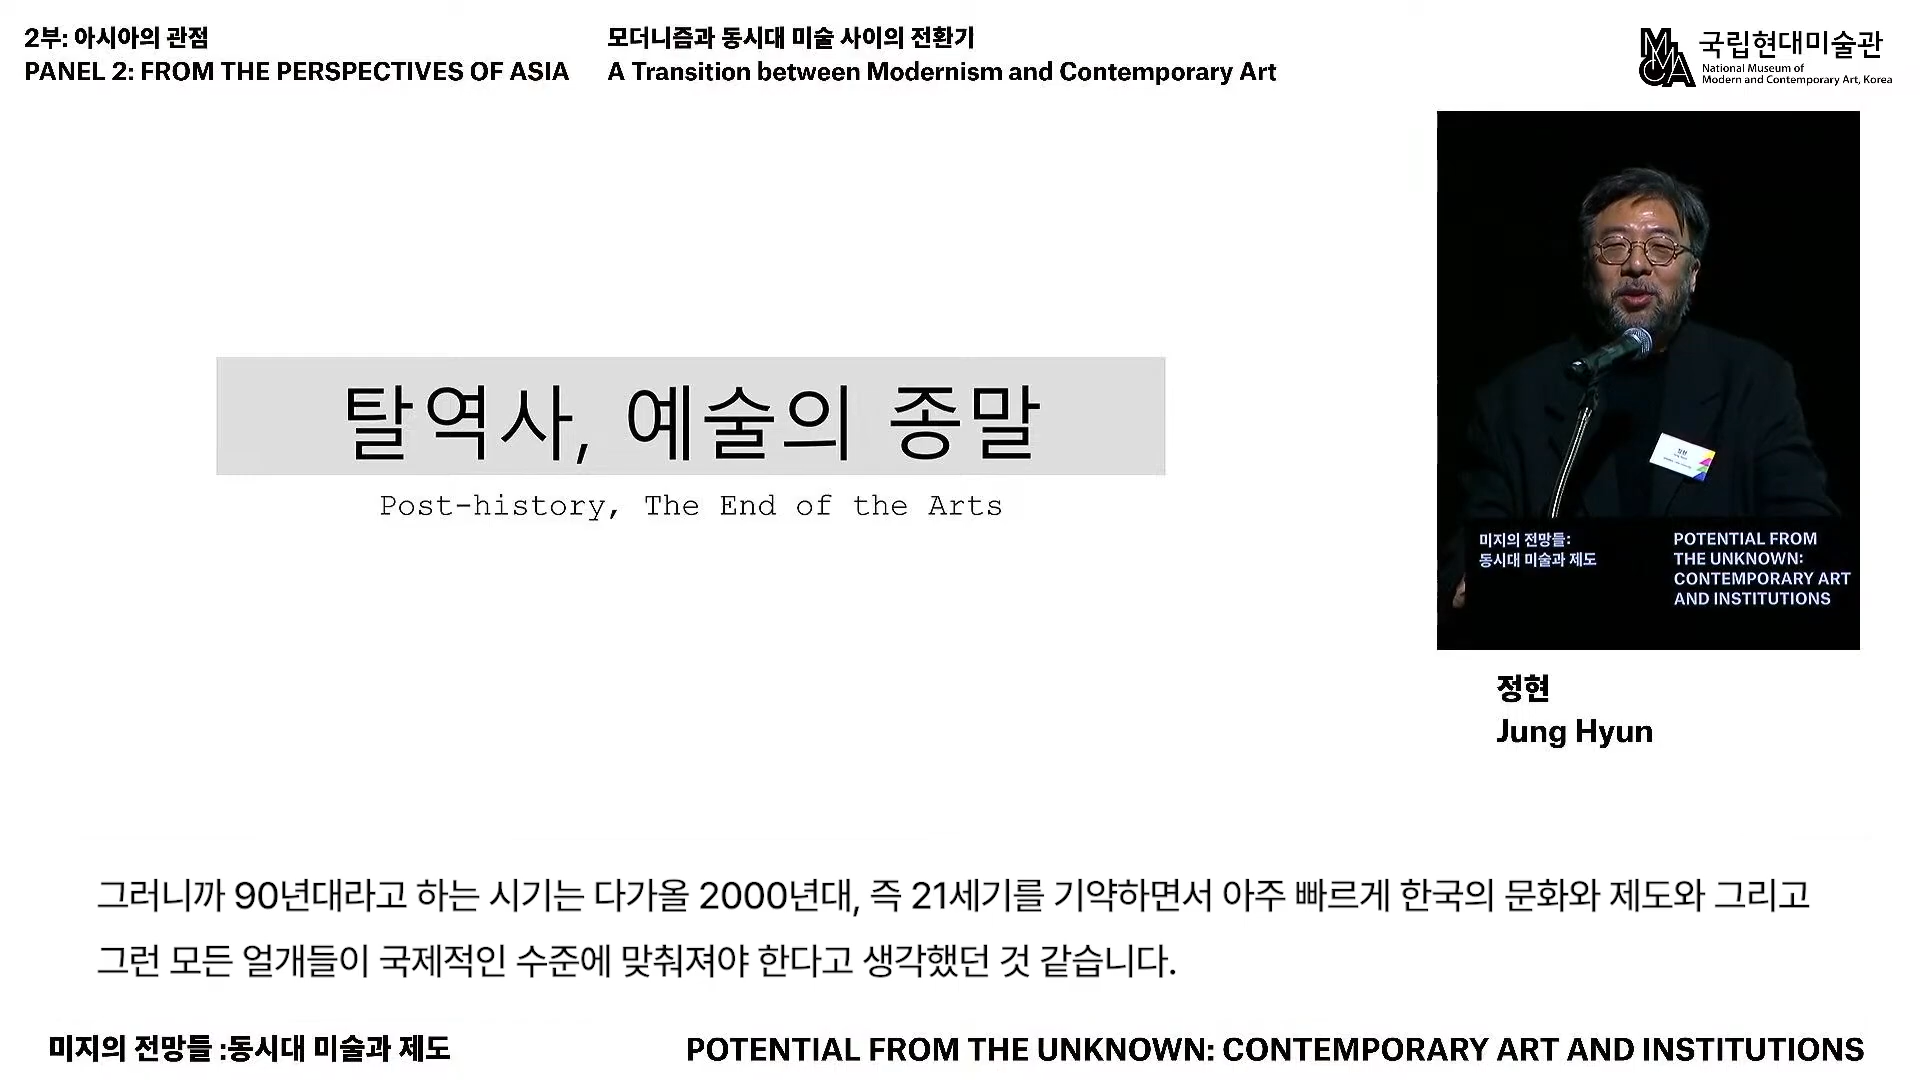 2부: 아시아의 관점
PANEL 2: FROM THE PERSPECTIVES OF ASIA
모더니즘과 동시대 미술 사이의 전환기
A Transition between Modernism and Contemporary Art
MMCA
국립현대미술관
National Museum of
Modern and Contemporary Art, Korea
탈역사, 예술의 종말
Post-history, The End of the Arts
정현
미지의 전망들:
동시대 미술과 제도
POTENTIAL FROM
THE UNKNOWN:
CONTEMPORARY ART
AND INSTITUTIONS
정현
Jung Hyun
그러니까 90년대라고 하는 시기는 다가올 2000년대, 즉 21세기를 기약하면서 아주 빠르게 한국의 문화와 제도와 그리고
그런 모든 얼개들이 국제적인 수준에 맞춰져야 한다고 생각했던 것 같습니다.
미지의 전망들 :동시대 미술과 제도
POTENTIAL FROM THE UNKNOWN: CONTEMPORARY ART AND INSTITUTIONS